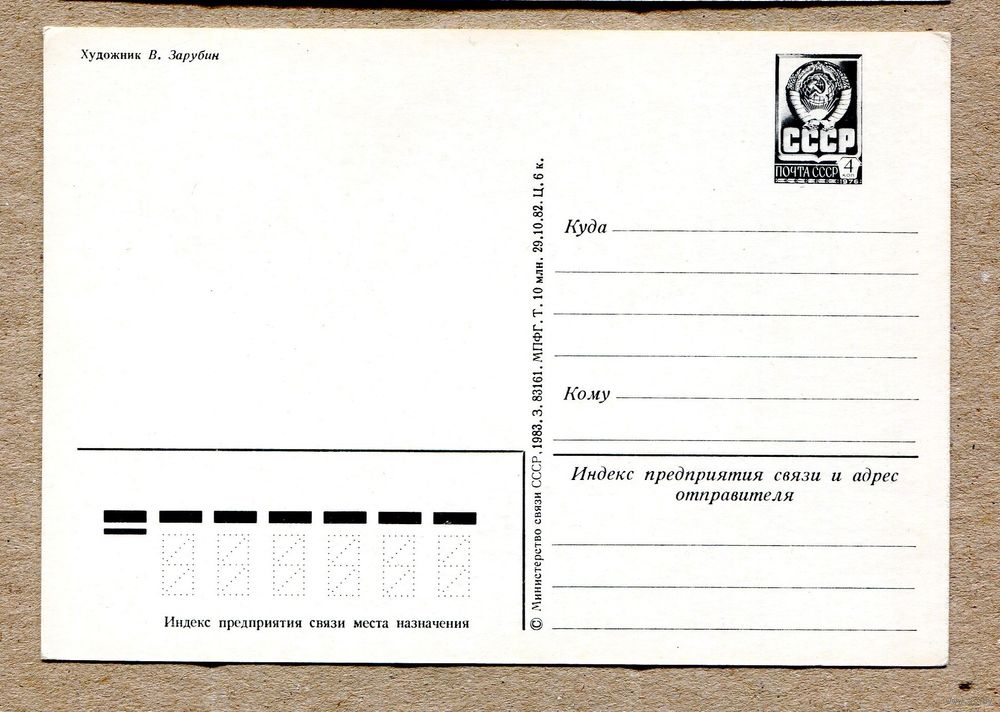 Художник В. Зарубин
СССР
ПОЧТА СССР
4
КОП
1976
Куда
Кому
Индекс предприятия связи и адрес
отправителя
© Министерство связи СССР, 1983. З. 83161. МПФГ. Т. 10 млн. 29.10.82. Ц. 6 к.
Индекс предприятия связи места назначения